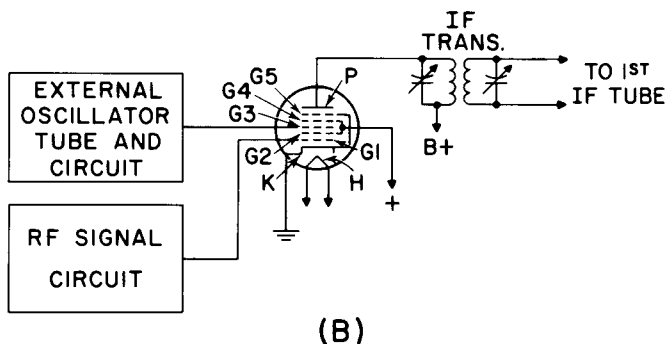 IF
TRANS.
EXTERNAL
OSCILLATOR
TUBE AND
CIRCUIT
G5
G4
G3
G2
K
P
G1
H
B+
+
TO 1ST
IF TUBE
RF SIGNAL
CIRCUIT
(B)